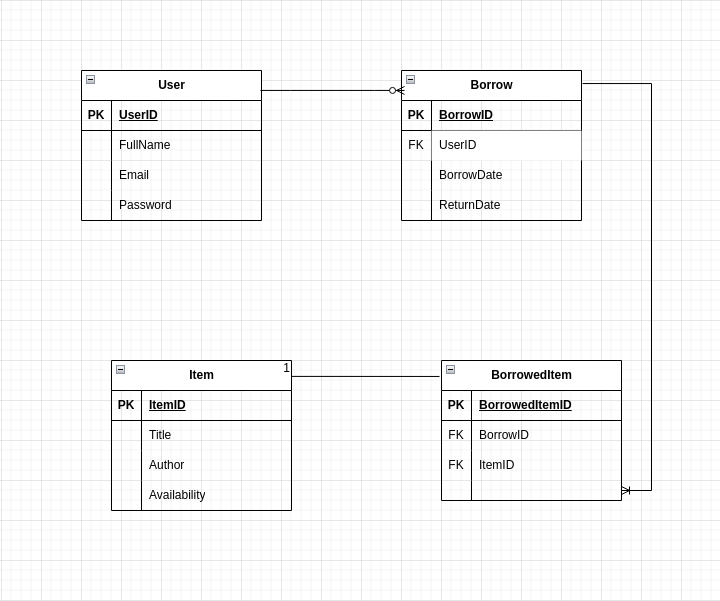 User
PK UserID
FullName
Email
Password
Borrow
PK BorrowID
FK UserID
BorrowDate
ReturnDate
Item 1
PK ItemID
Title
Author
Availability
BorrowedItem
PK BorrowedItemID
FK BorrowID
FK ItemID